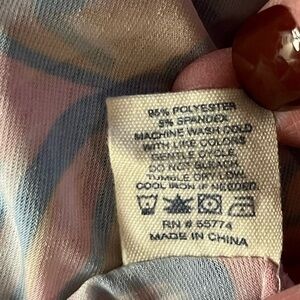 95% POLYESTER
5% SPANDEX
MACHINE WASH COLD
WITH LIKE COLORS
GENTLE CYCLE
DO NOT BLEACH
TUMBLE DRY LOW
COOL IRON IF NEEDED
RN # 55774
MADE IN CHINA